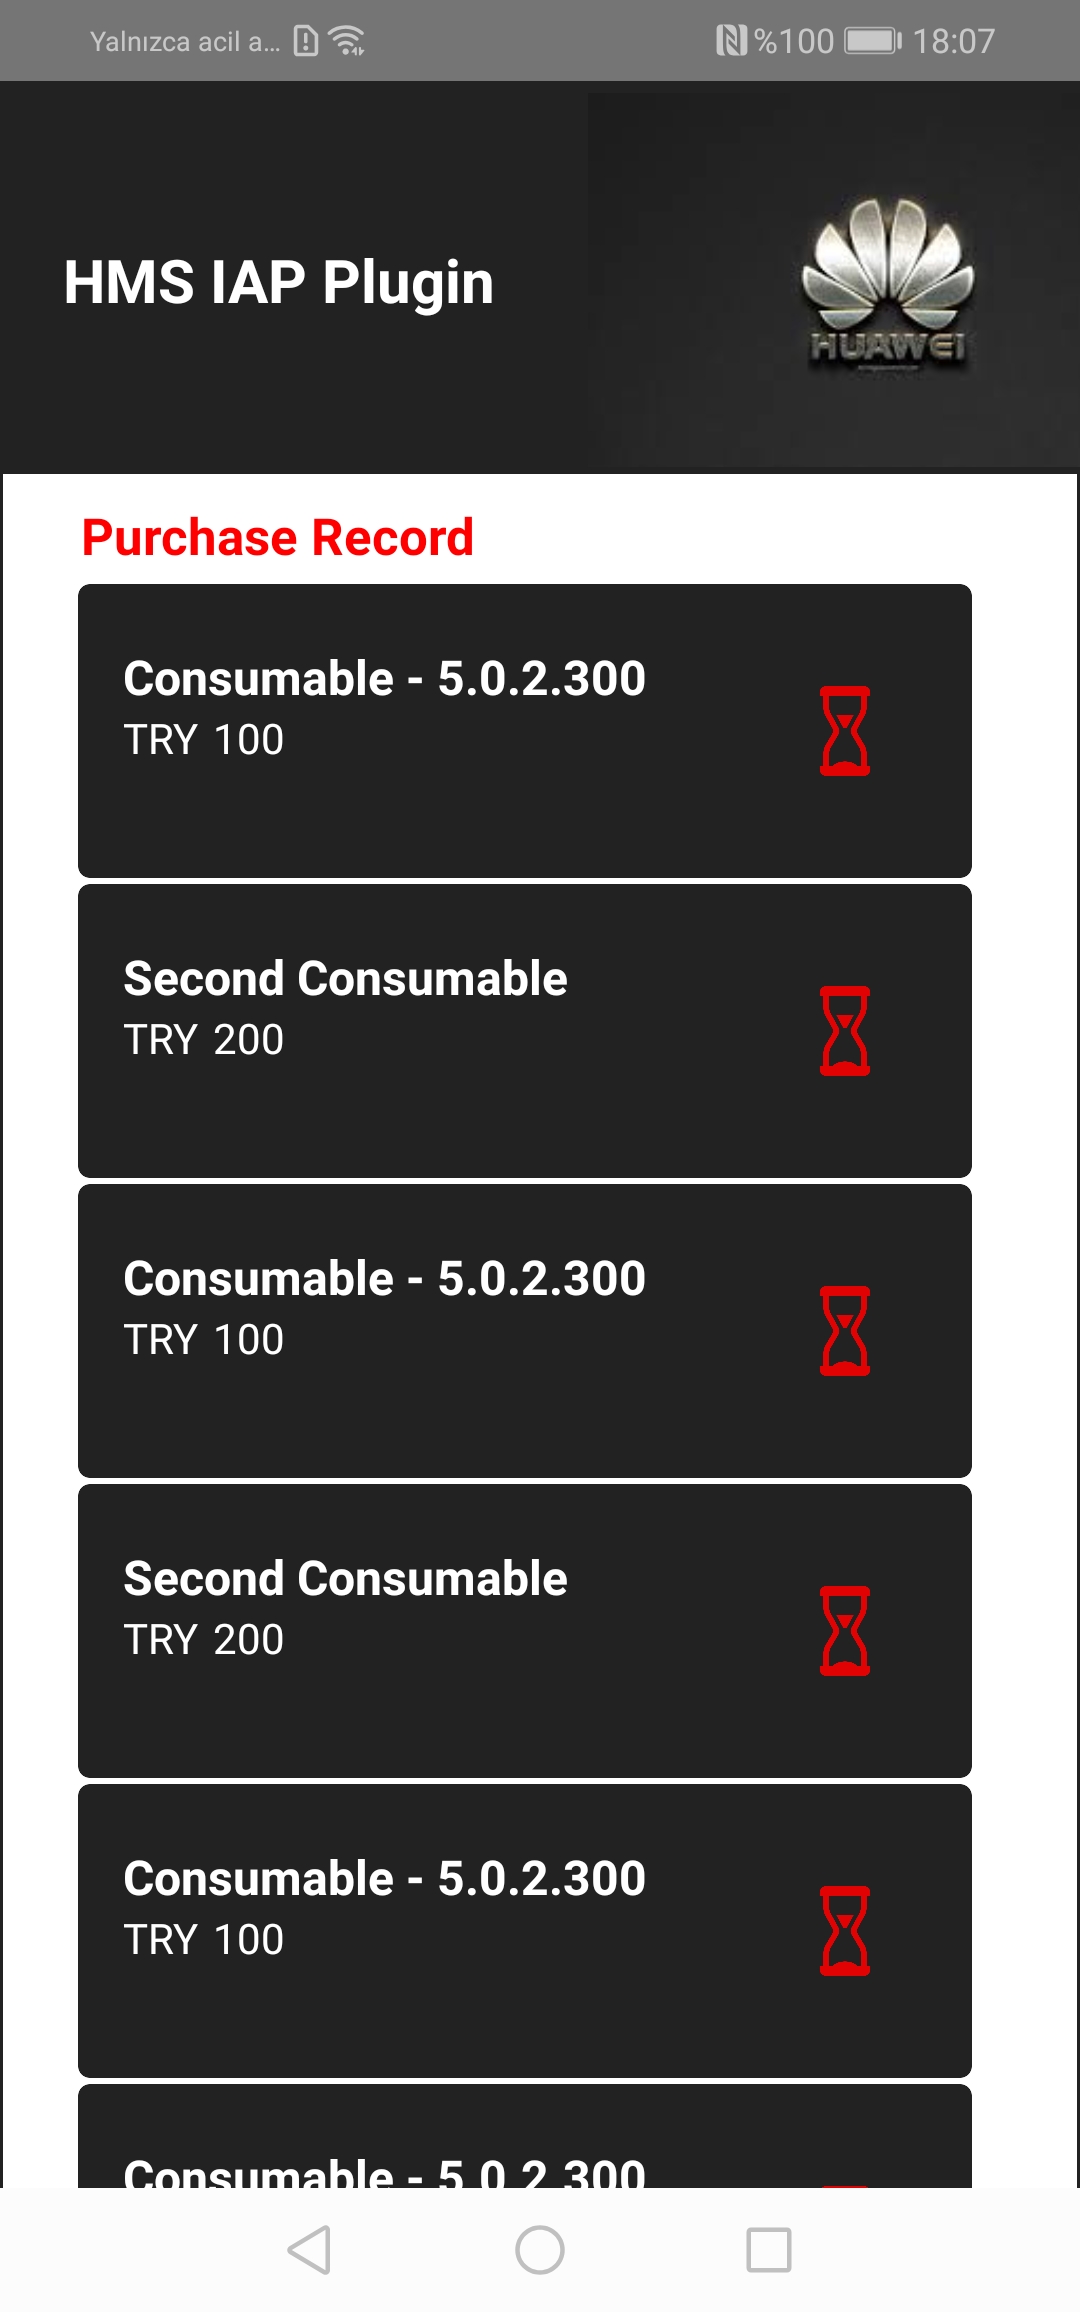 Yalnızca acil a... %100 18:07
HMS IAP Plugin
HUAWEI
Purchase Record
Consumable - 5.0.2.300
TRY 100
Second Consumable
TRY 200
Consumable - 5.0.2.300
TRY 100
Second Consumable
TRY 200
Consumable - 5.0.2.300
TRY 100
Consumable - 5.0.2.300